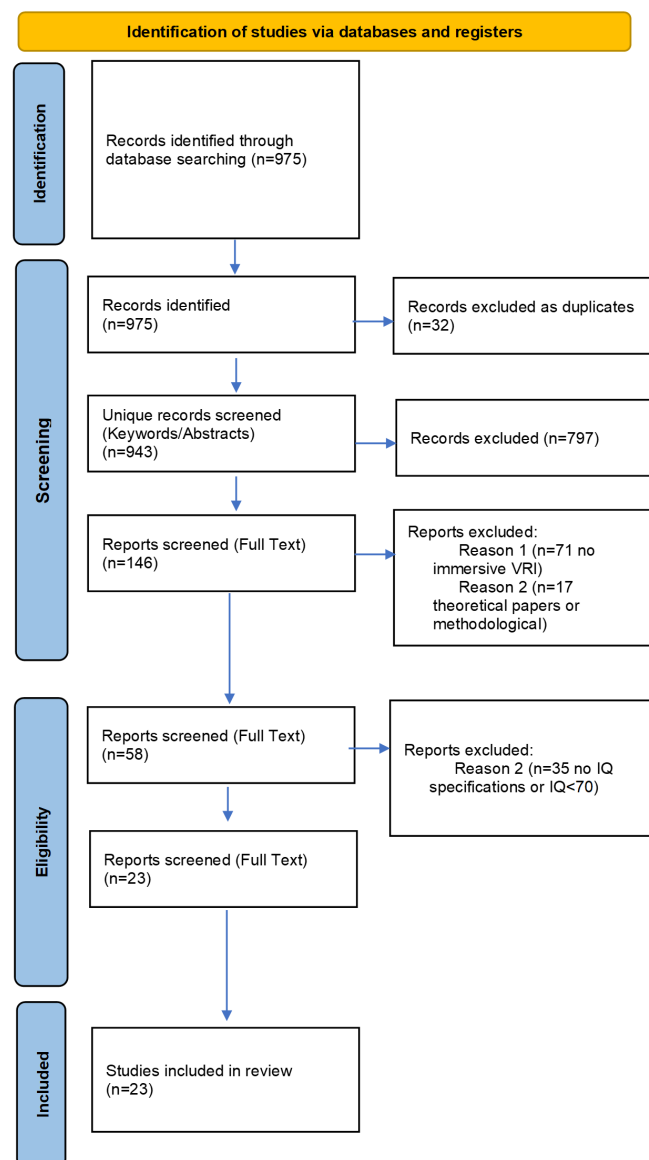 Identification of studies via databases and registers
Identification
Records identified through
database searching (n=975)
Screening
Records identified
(n=975)
Records excluded as duplicates
(n=32)
Unique records screened
(Keywords/Abstracts)
(n=943)
Records excluded (n=797)
Reports screened (Full Text)
(n=146)
Reports excluded:
Reason 1 (n=71 no
immersive VRI)
Reason 2 (n=17
theoretical papers or
methodological)
Eligibility
Reports screened (Full Text)
(n=58)
Reports excluded:
Reason 2 (n=35 no IQ
specifications or IQ<70)
Reports screened (Full Text)
(n=23)
Included
Studies included in review
(n=23)